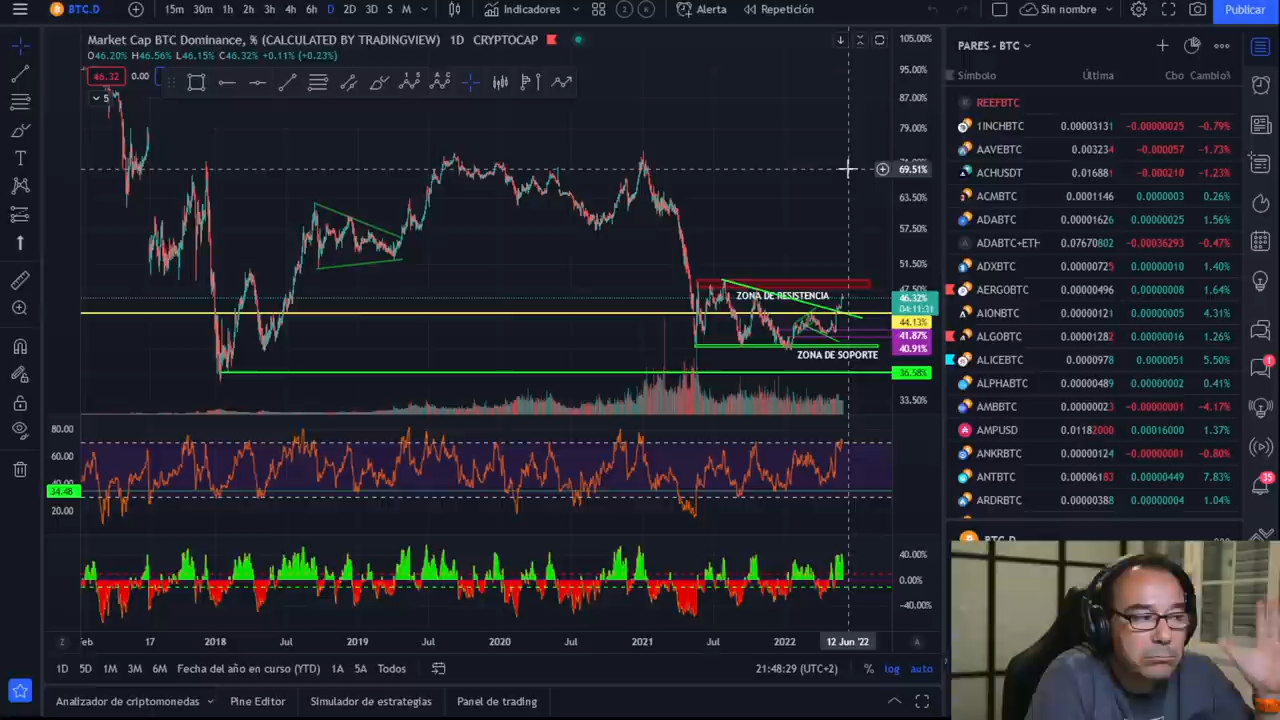 BTC.D 15m 30m 1h 2h 3h 4h 6h D 2D 3D S M Indicadores 2 K Alerta Repetición Sin nombre Publicar
Market Cap BTC Dominance, % (CALCULATED BY TRADINGVIEW) 1D CRYPTOCAP
O46.20% H46.56% L46.15% C46.32% +0.11% (+0.23%)
46.32 0.00
5
105.00%
95.00%
87.00%
79.00%
69.51%
63.50%
57.50%
51.50%
46.32%
04:11:31
44.13%
41.87%
40.91%
36.58%
33.50%
ZONA DE RESISTENCIA
ZONA DE SOPORTE
80.00
60.00
34.48
20.00
40.00%
0.00%
-40.00%
Z 17 2018 Jul 2019 Jul 2020 Jul 2021 Jul 2022 12 Jun '22 A
1D 5D 1M 3M 6M Fecha del año en curso (YTD) 1A 5A Todos 21:48:29 (UTC+2) % log auto
Analizador de criptomonedas Pine Editor Simulador de estrategias Panel de trading
PARES - BTC
Símbolo Última Cbo Cambio%
REEFBTC
1INCHBTC 0.00003131 -0.00000025 -0.79%
AAVEBTC 0.003234 -0.000057 -1.73%
ACHUSDT 0.016881 -0.000210 -1.23%
ACMBTC 0.0001146 0.0000003 0.26%
ADABTC 0.00001626 0.00000025 1.56%
ADABTC+ETH 0.07670802 -0.00036293 -0.47%
ADXBTC 0.00000725 0.00000010 1.40%
AERGOBTC 0.00000496 0.00000008 1.64%
AIONBTC 0.00000121 0.00000005 4.31%
ALGOBTC 0.00001282 0.00000016 1.26%
ALICEBTC 0.0000978 0.0000051 5.50%
ALPHABTC 0.00000489 0.00000002 0.41%
AMBBTC 0.00000023 -0.00000001 -4.17%
AMPUSD 0.01182000 0.00016000 1.37%
ANKRBTC 0.00000124 -0.00000001 -0.80%
ANTBTC 0.00006183 0.00000449 7.83%
ARDRBTC 0.00000388 0.00000004 1.04%
1
35